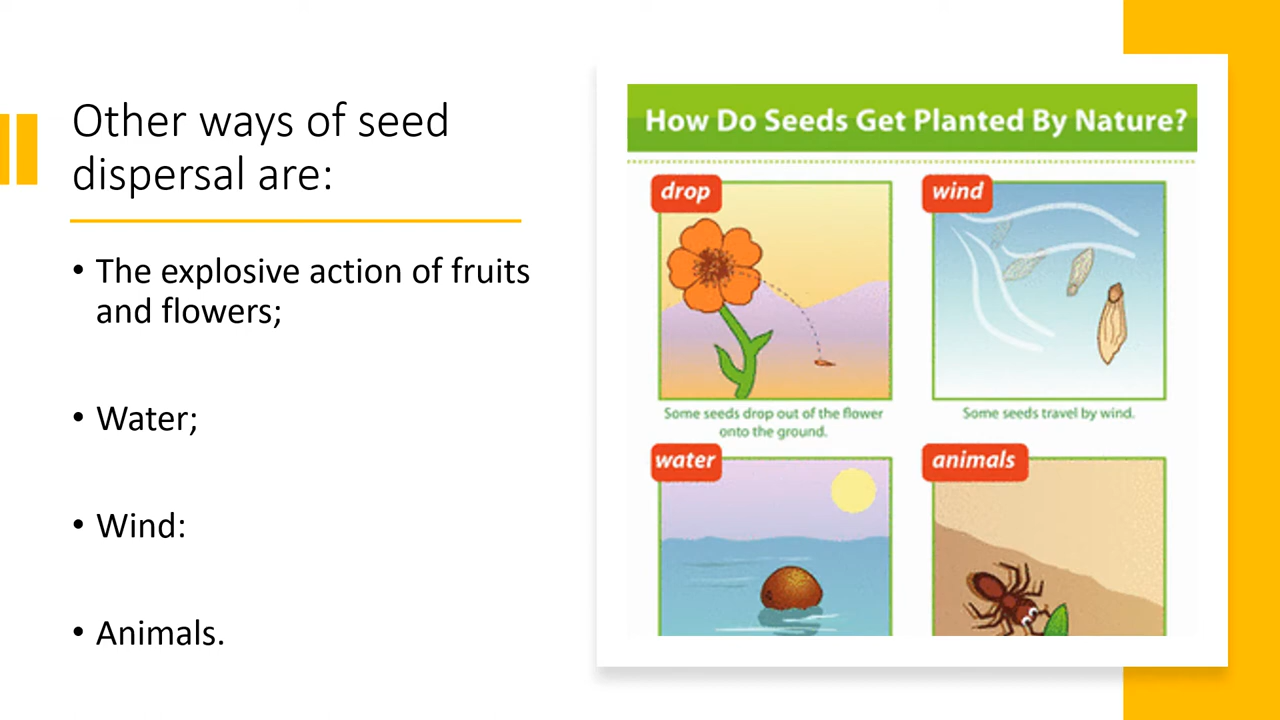 Other ways of seed
dispersal are:
• The explosive action of fruits
and flowers;
• Water;
• Wind:
• Animals.
How Do Seeds Get Planted By Nature?
drop
wind
Some seeds drop out of the flower
onto the ground.
Some seeds travel by wind.
water
animals